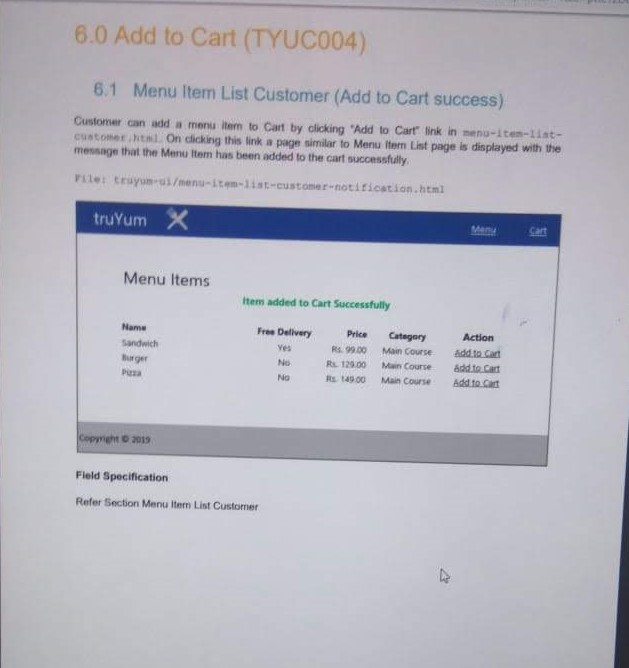 6.0 Add to Cart (TYUC004)
6.1 Menu Item List Customer (Add to Cart success)
Customer can add a menu item to Cart by clicking "Add to Cart" link in menu-item-list-
customer.html. On clicking this link a page similar to Menu Item List page is displayed with the
message that the Menu Item has been added to the cart successfully.
File: truyum-ui/menu-item-list-customer-notification.html
truYum Menu Cart
Menu Items
Item added to Cart Successfully
Name Free Delivery Price Category Action
Sandwich Yes Rs. 99.00 Main Course Add to Cart
Burger No Rs. 129.00 Main Course Add to Cart
Pizza No Rs. 149.00 Main Course Add to Cart
Copyright © 2019
Field Specification
Refer Section Menu Item List Customer